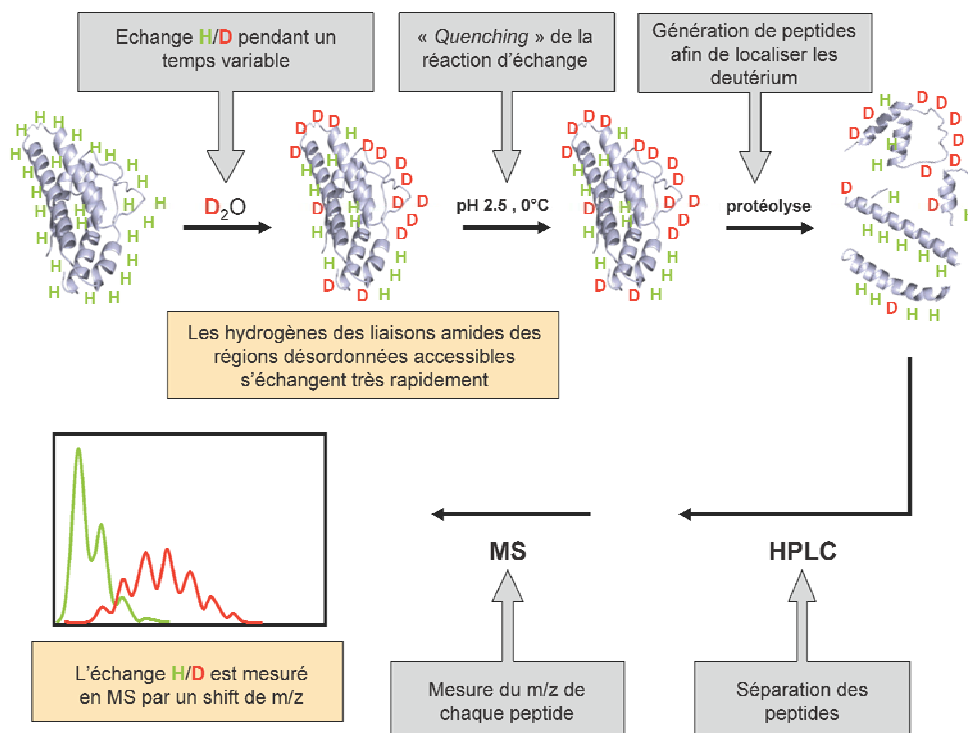 Echange H/D pendant un
temps variable
« Quenching » de la
réaction d'échange
Génération de peptides
afin de localiser les
deutérium
D₂O
pH 2.5 , 0°C
protéolyse
Les hydrogènes des liaisons amides des
régions désordonnées accessibles
s'échangent très rapidement
MS
HPLC
L'échange H/D est mesuré
en MS par un shift de m/z
Mesure du m/z de
chaque peptide
Séparation des
peptides